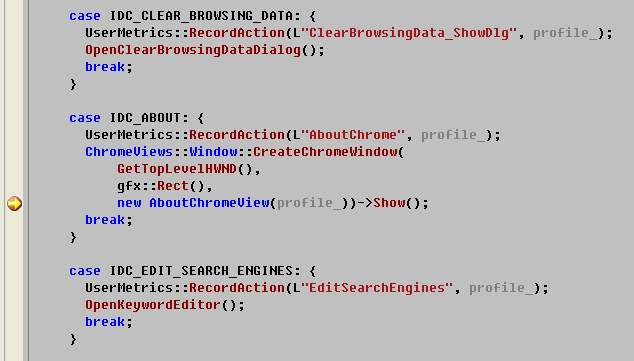 case IDC_CLEAR_BROWSING_DATA: {
UserMetrics::RecordAction(L"ClearBrowsingData_ShowDlg", profile_);
OpenClearBrowsingDataDialog();
break;
}
case IDC_ABOUT: {
UserMetrics::RecordAction(L"AboutChrome", profile_);
ChromeViews::Window::CreateChromeWindow(
GetTopLevelHWND(),
gfx::Rect(),
new AboutChromeView(profile_))->Show();
break;
}
case IDC_EDIT_SEARCH_ENGINES: {
UserMetrics::RecordAction(L"EditSearchEngines", profile_);
OpenKeywordEditor();
break;
}